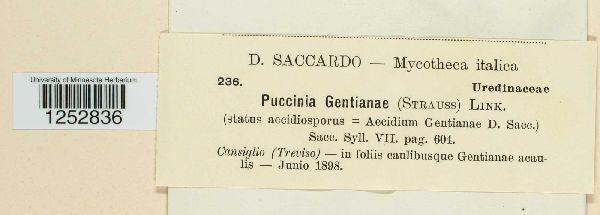 University of Minnesota Herbarium
1252836
D. SACCARDO — Mycotheca italica
236.
Uredinaceae
Puccinia Gentianae (STRAUSS) LINK.
(status aecidiosporus = Aecidium Gentianae D. Sacc.)
Sacc. Syll. VII. pag. 604.
Cansiglio (Treviso) — in foliis caulibusque Gentianae acau-
lis — Junio 1898.